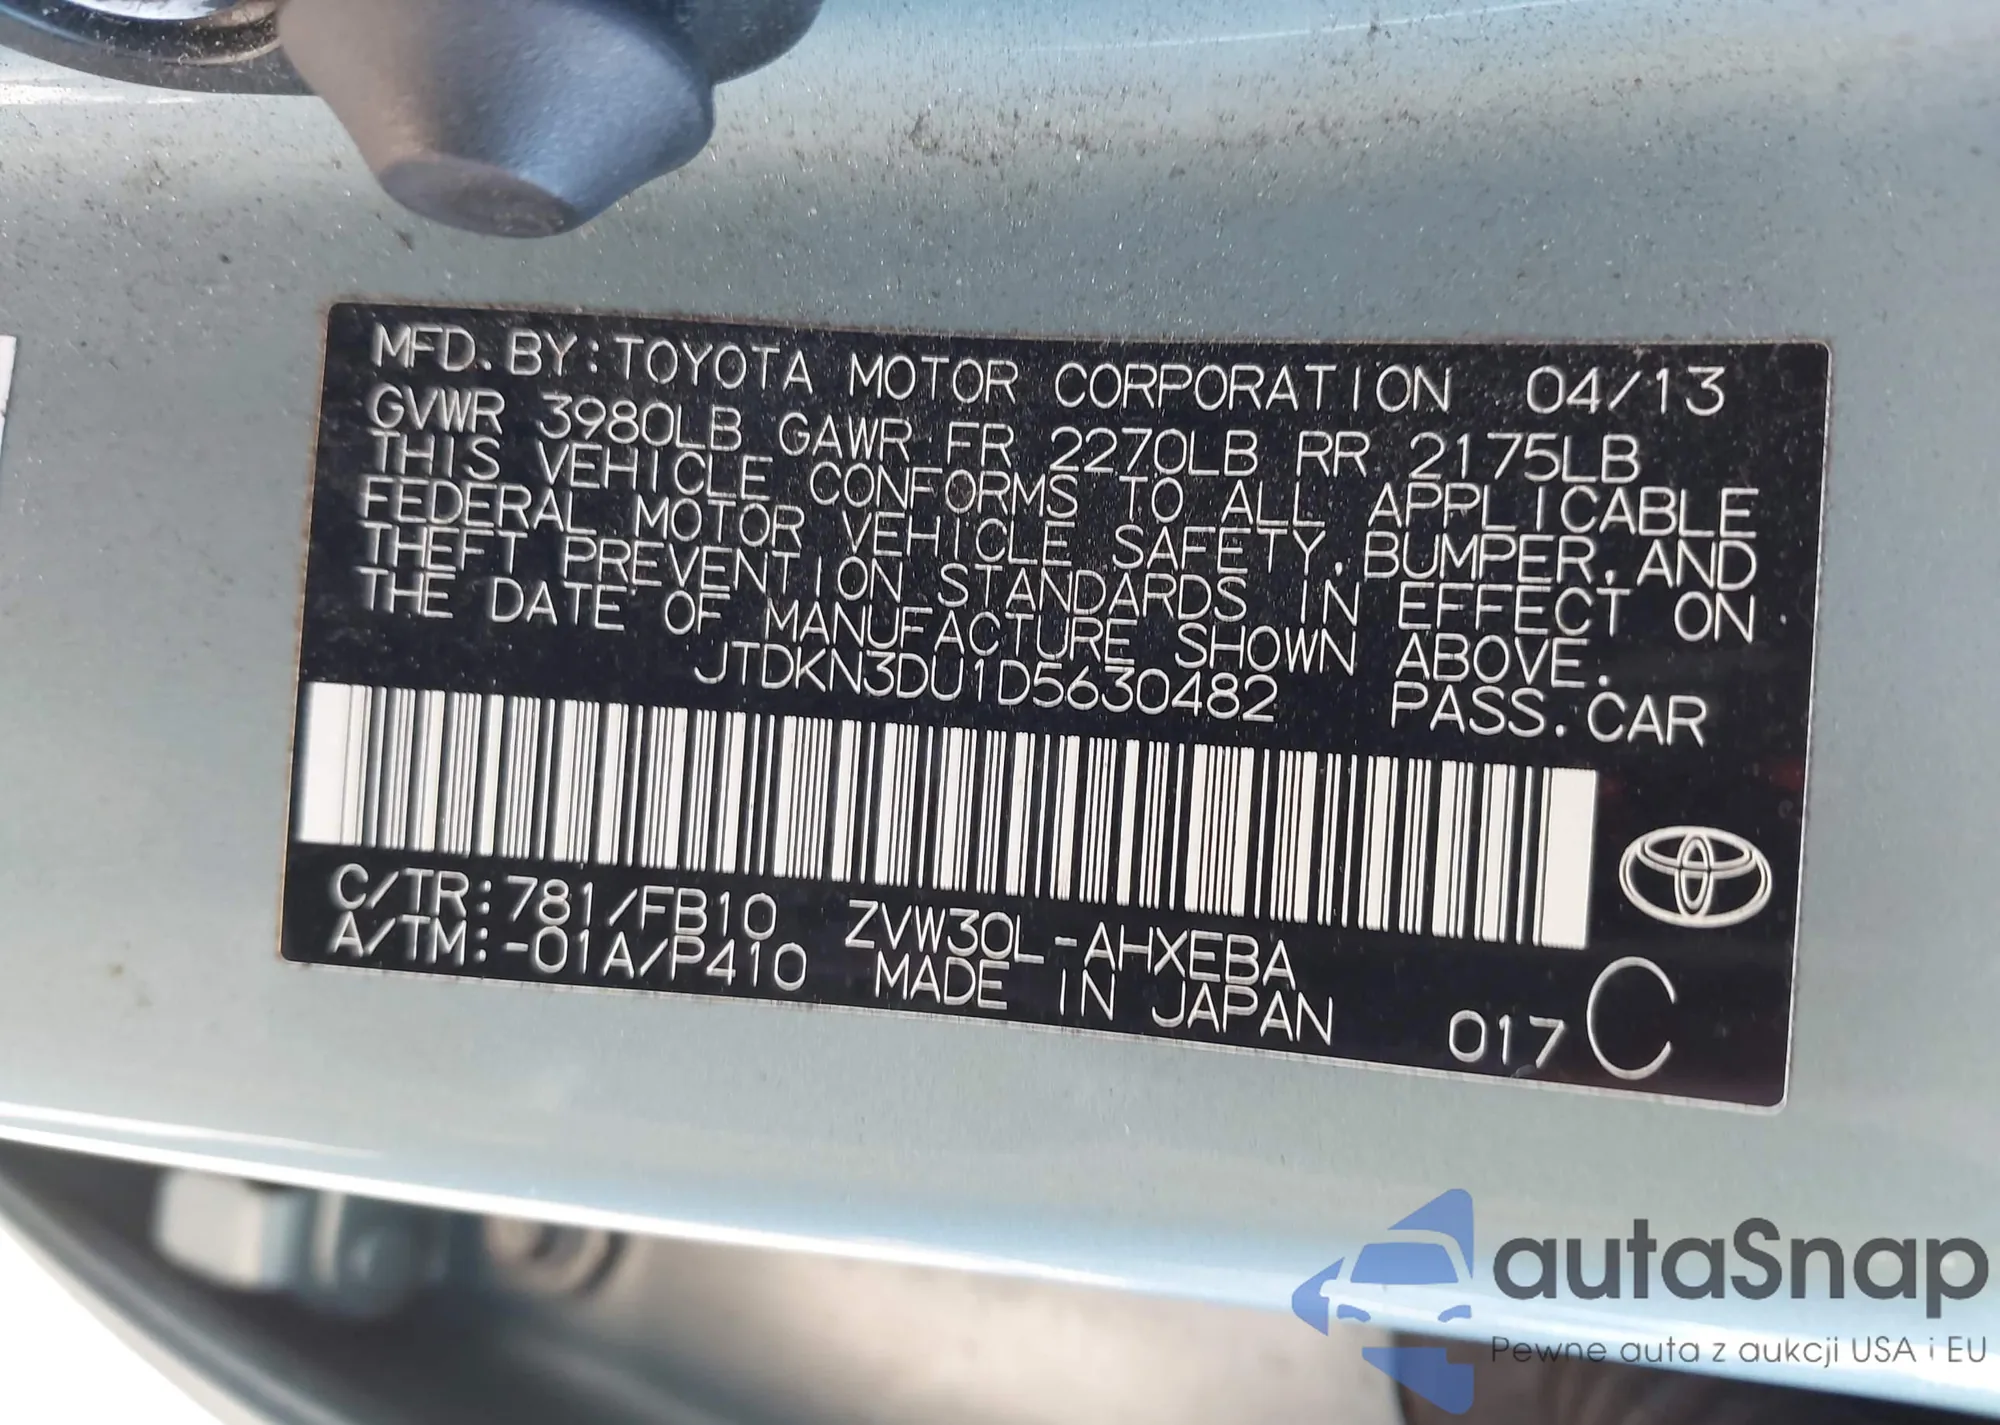 MFD. BY: TOYOTA MOTOR CORPORATION 04/13
GVWR 3980LB GAWR FR 2270LB RR 2175LB
THIS VEHICLE CONFORMS TO ALL APPLICABLE
FEDERAL MOTOR VEHICLE SAFETY, BUMPER, AND
THEFT PREVENTION STANDARDS IN EFFECT ON
THE DATE OF MANUFACTURE SHOWN ABOVE.
JTDKN3DU1D5630482 PASS. CAR
C/TR: 781/FB10 ZVW30L-AHXEBA
A/TM: -01A/P410 MADE IN JAPAN 017 C
autaSnap
Pewne auta z aukcji USA i EU